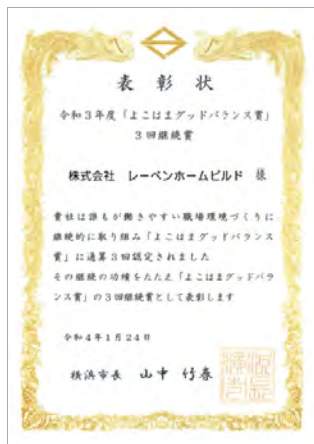 表彰状
令和3年度「よこはまグッドバランス賞」
3回継続賞
株式会社 レーベンホームビルド 様
貴社は誰もが働きやすい職場環境づくりに
継続的に取り組み「よこはまグッドバランス
賞」に通算3回認定されました
その継続の功績をたたえ「よこはまグッドバラ
ンス賞」の3回継続賞として表彰します
令和4年1月24日
横浜市長 山中 竹春